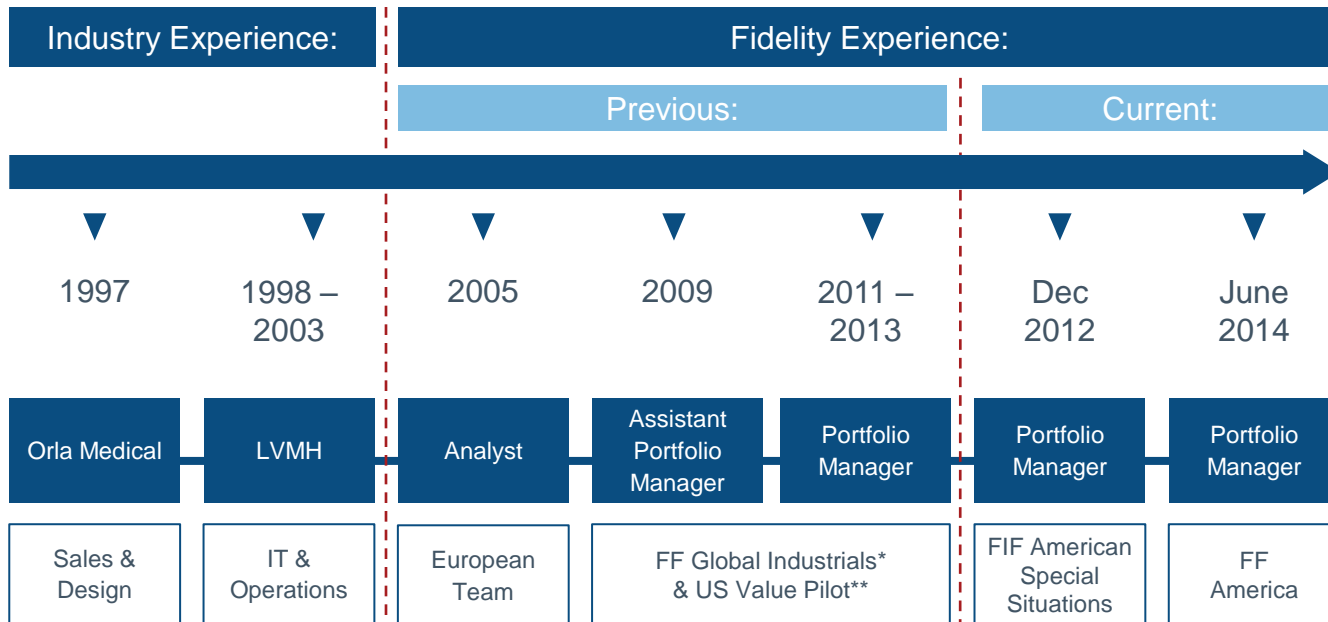 Industry Experience:
Fidelity Experience:
Previous:
Current:
1997
1998 –
2003
2005
2009
2011 –
2013
Dec
2012
June
2014
Orla Medical
LVMH
Analyst
Assistant
Portfolio
Manager
Portfolio
Manager
Portfolio
Manager
Portfolio
Manager
Sales &
Design
IT &
Operations
European
Team
FF Global Industrials*
& US Value Pilot**
FIF American
Special
Situations
FF
America